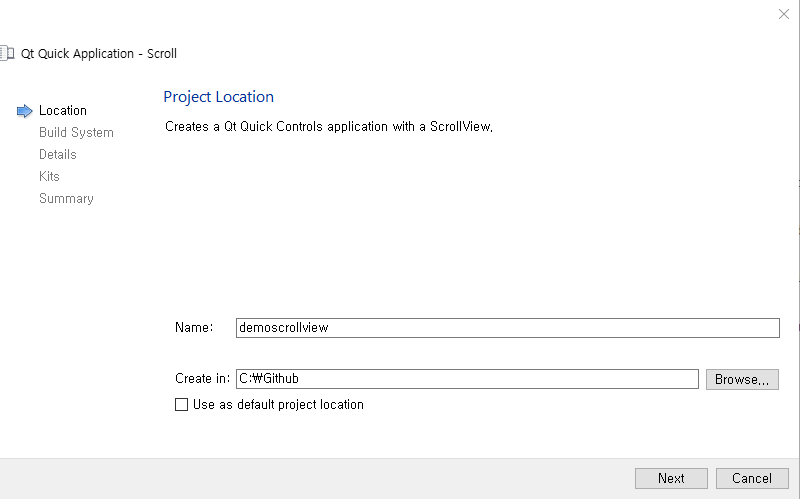 Qt Quick Application - Scroll
Location
Build System
Details
Kits
Summary
Project Location
Creates a Qt Quick Controls application with a ScrollView.
Name: demoscrollview
Create in: C:₩Github Browse...
Use as default project location
Next Cancel